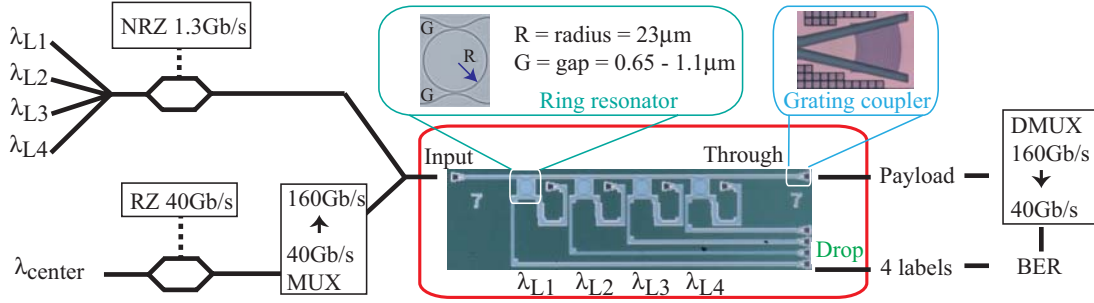 NRZ 1.3Gb/s
λL1
λL2
λL3
λL4
G
R
G
R = radius = 23μm
G = gap = 0.65 - 1.1μm
Ring resonator
Grating coupler
Input
Through
7
7
Drop
λL1 λL2 λL3 λL4
RZ 40Gb/s
λcenter
160Gb/s
40Gb/s
MUX
Payload
4 labels
DMUX
160Gb/s
40Gb/s
BER